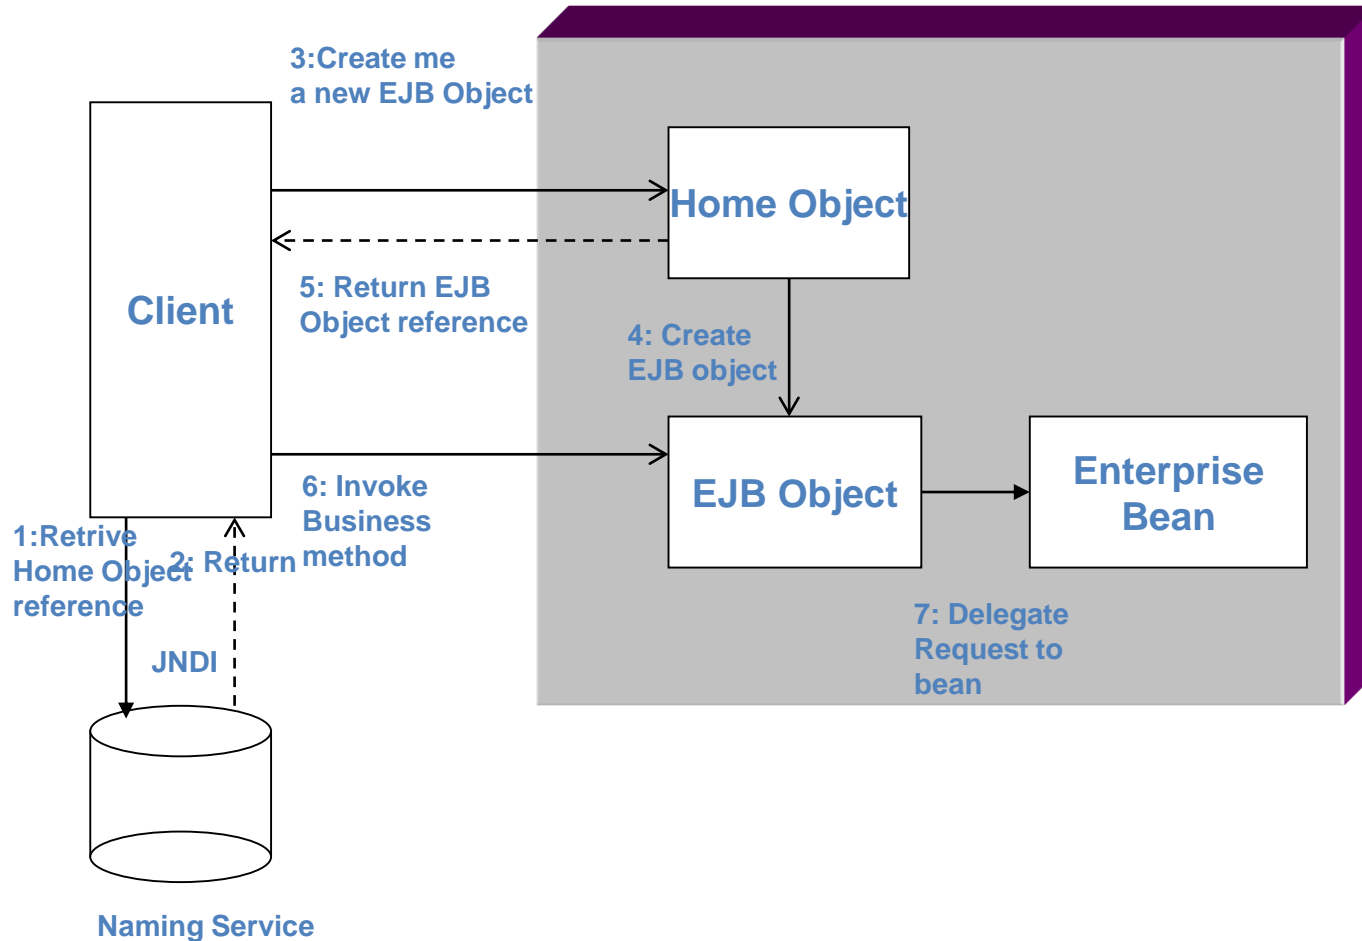 3:Create me
a new EJB Object
Home Object
Client
5: Return EJB
Object reference
4: Create
EJB object
EJB Object
Enterprise
Bean
6: Invoke
Business
method
1:Retrive
Home Object
reference
2: Return
7: Delegate
Request to
bean
JNDI
Naming Service